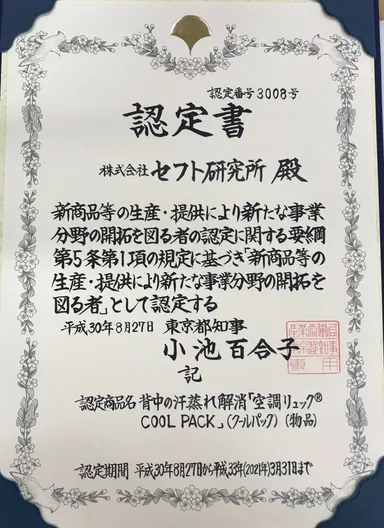 認定番号3008号
認定書
株式会社 セフト研究所 殿
新商品等の生産・提供により新たな事業
分野の開拓を図る者の認定に関する要綱
第5条第1項の規定に基づき「新商品等の
生産・提供により新たな事業分野の開拓を
図る者」として認定する
平成30年8月27日 東京都知事
小池百合子
記
認定商品名 背中の汗蒸れ解消「空調リュック®
COOL PACK」(クールパック)(物品)
認定期間 平成30年8月27日から平成33年(2021年)3月31日まで